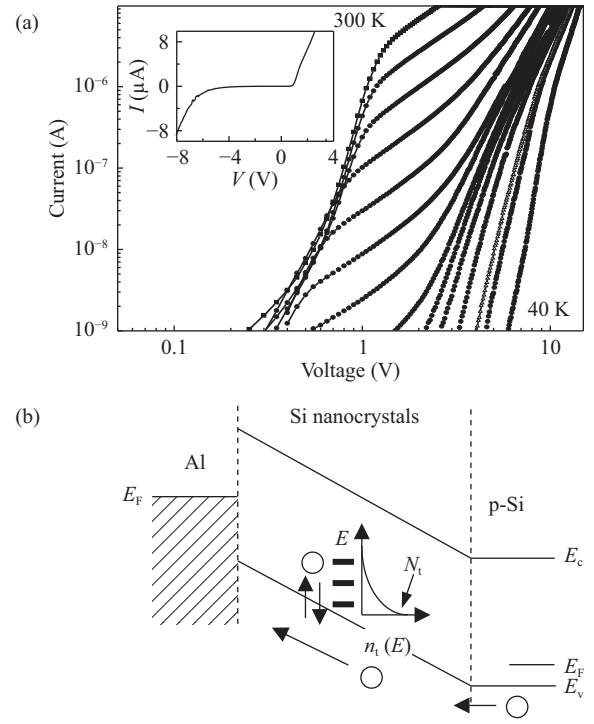 (a)
300 K
40 K
Current (A)
10⁻⁶
10⁻⁷
10⁻⁸
10⁻⁹
0.1
1
10
Voltage (V)
I (μA)
8
0
−8
−8
−4
0
4
V (V)
(b)
Si nanocrystals
Al
p-Si
E_F
E
N_t
n_t (E)
E_c
E_F
E_v